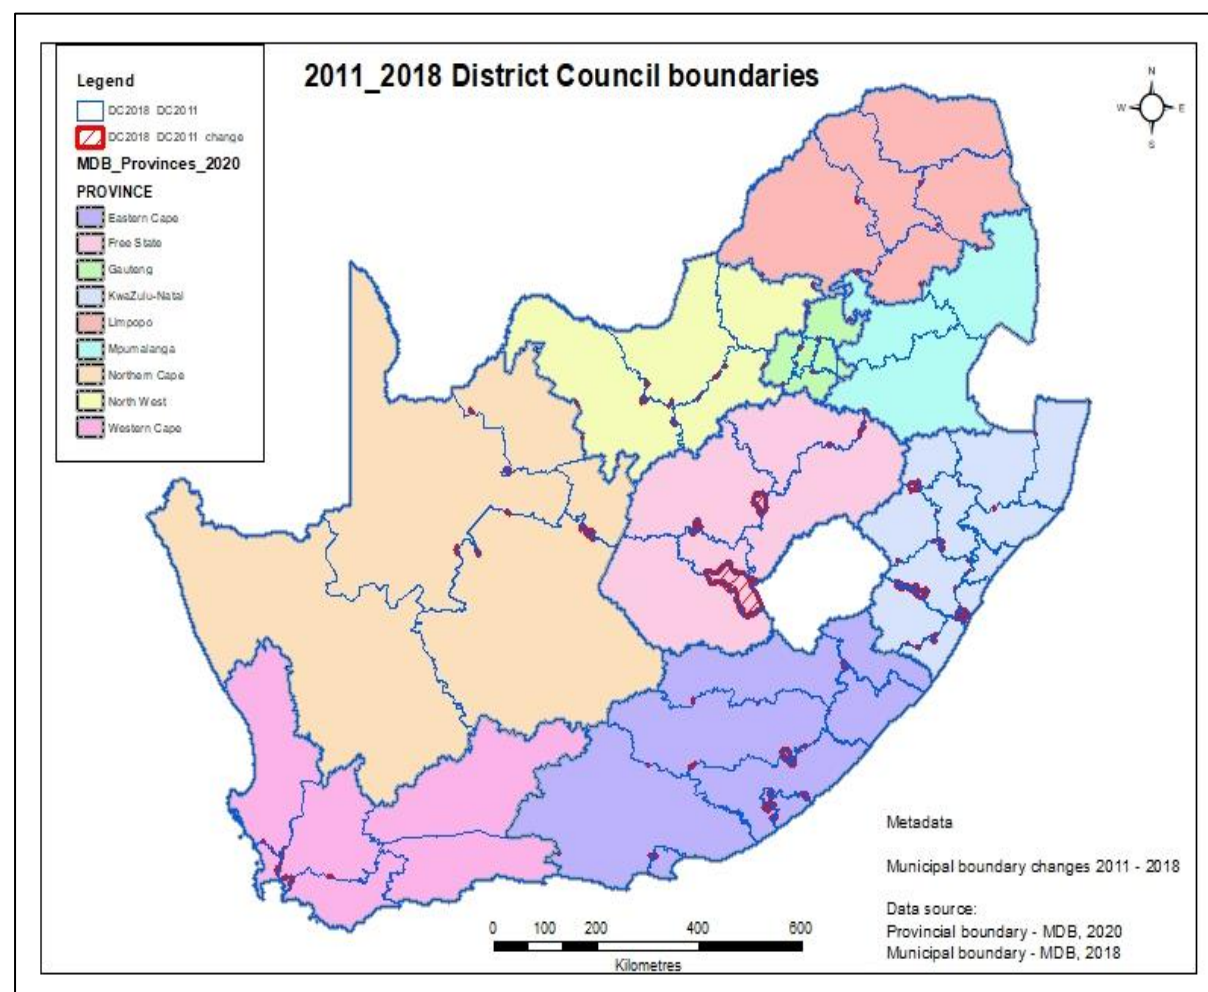 2011_2018 District Council boundaries
Legend
DC2018 DC2011
DC2018 DC2011 change
MDB_Provinces_2020
PROVINCE
Eastern Cape
Free State
Gauteng
KwaZulu-Natal
Limpopo
Mpumalanga
Northern Cape
North West
Western Cape
N
W E
S
Metadata
Municipal boundary changes 2011 - 2018
Data source:
Provincial boundary - MDB, 2020
Municipal boundary - MDB, 2018
0 100 200 400 600
Kilometres